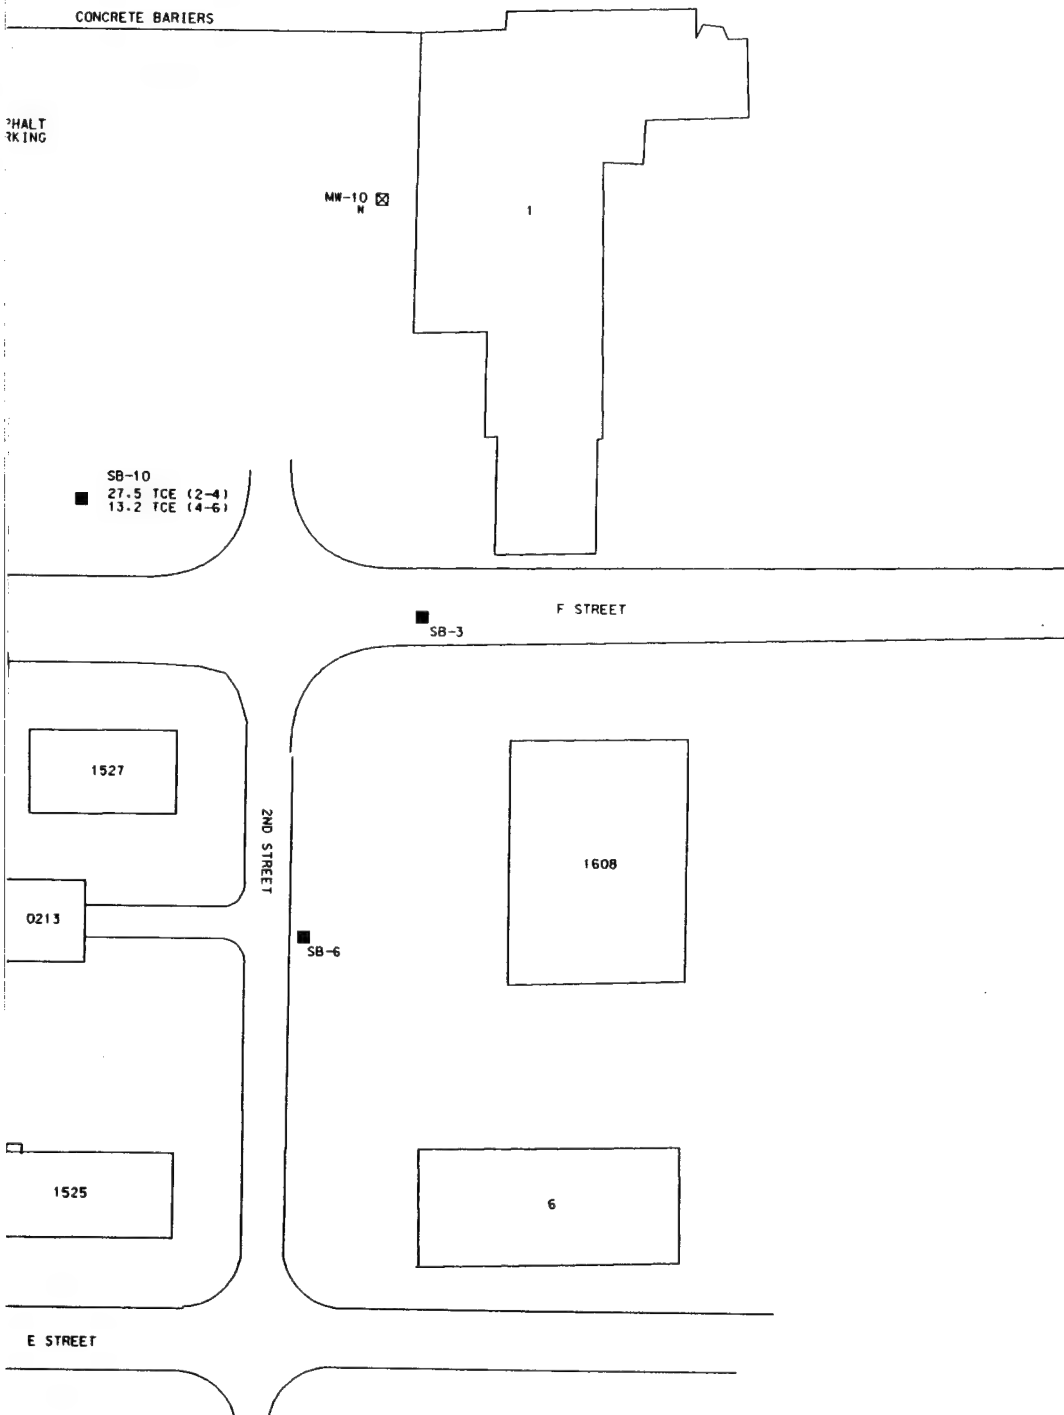 CONCRETE BARIERS
PHALT
RKING
MW-10
N
1
SB-10
27.5 TCE (2-4)
13.2 TCE (4-6)
F STREET
SB-3
1527
2ND STREET
1608
0213
SB-6
1525
6
E STREET